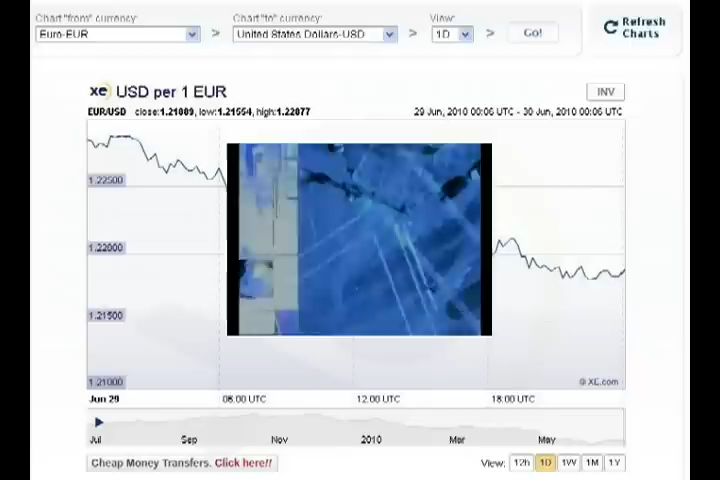 Chart "from" currency:
Chart "to" currency:
View:
Euro-EUR
>
United States Dollars-USD
>
1D
>
Go!
Refresh
Charts
xe USD per 1 EUR
INV
EUR/USD close:1.21889, low:1.21554, high:1.22877
29 Jun, 2010 00:06 UTC - 30 Jun, 2010 00:06 UTC
1.22500
1.22000
1.21500
1.21000
© XE.com
Jun 29
06:00 UTC
12:00 UTC
18:00 UTC
Jul
Sep
Nov
2010
Mar
May
Cheap Money Transfers. Click here!!
View: 12h 1D 1W 1M 1Y